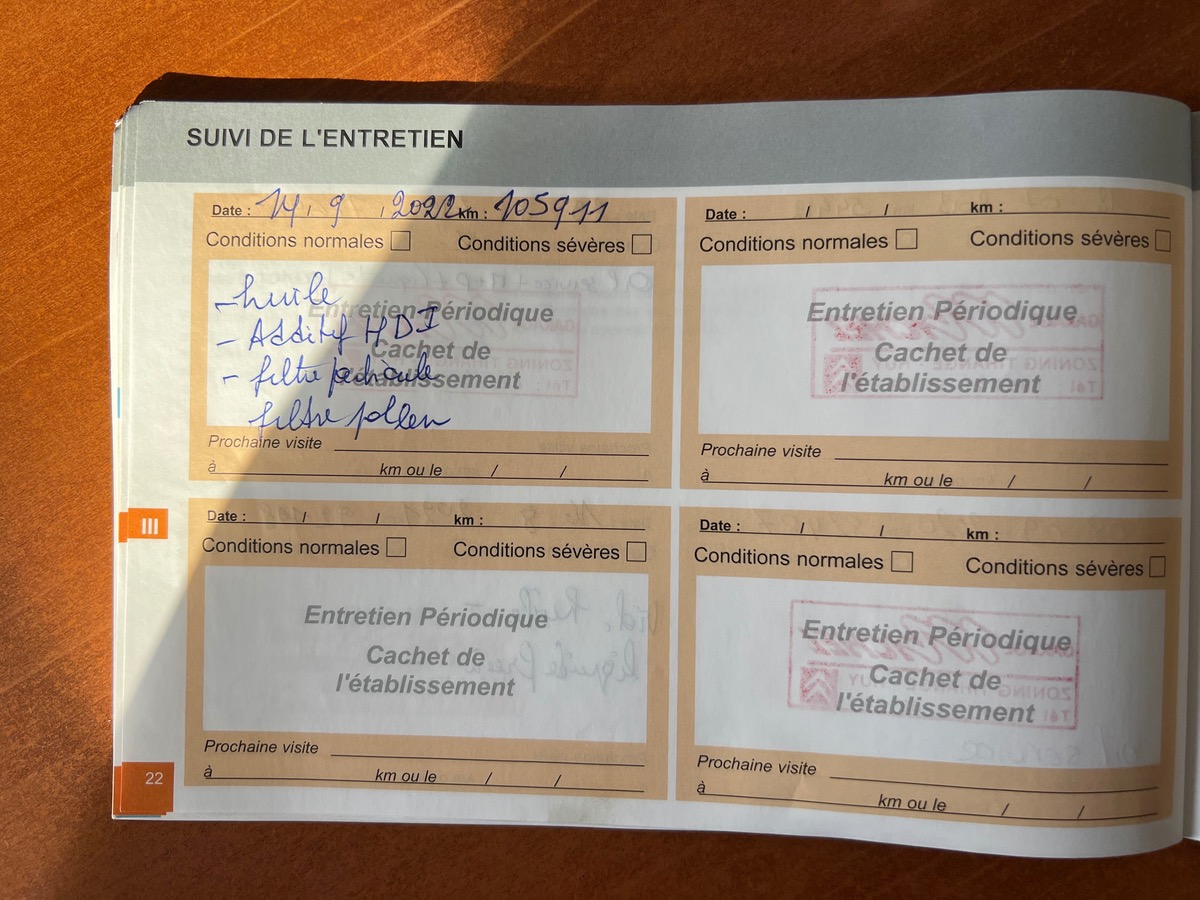 SUIVI DE L'ENTRETIEN
Date : 14, 9, 2022 km : 105911
Conditions normales Conditions sévères
- huile
Entretien Périodique
- Additif HDI
Cachet de
- filtre particule
l'établissement
filtre pollen
Prochaine visite
à km ou le / /
Date : / / km :
Conditions normales Conditions sévères
Entretien Périodique
Cachet de
l'établissement
Prochaine visite
à km ou le / /
Date : / / km :
Conditions normales Conditions sévères
Entretien Périodique
Cachet de
l'établissement
Prochaine visite
à km ou le / /
Date : / / km :
Conditions normales Conditions sévères
Entretien Périodique
Cachet de
l'établissement
Prochaine visite
à km ou le / /
III
22